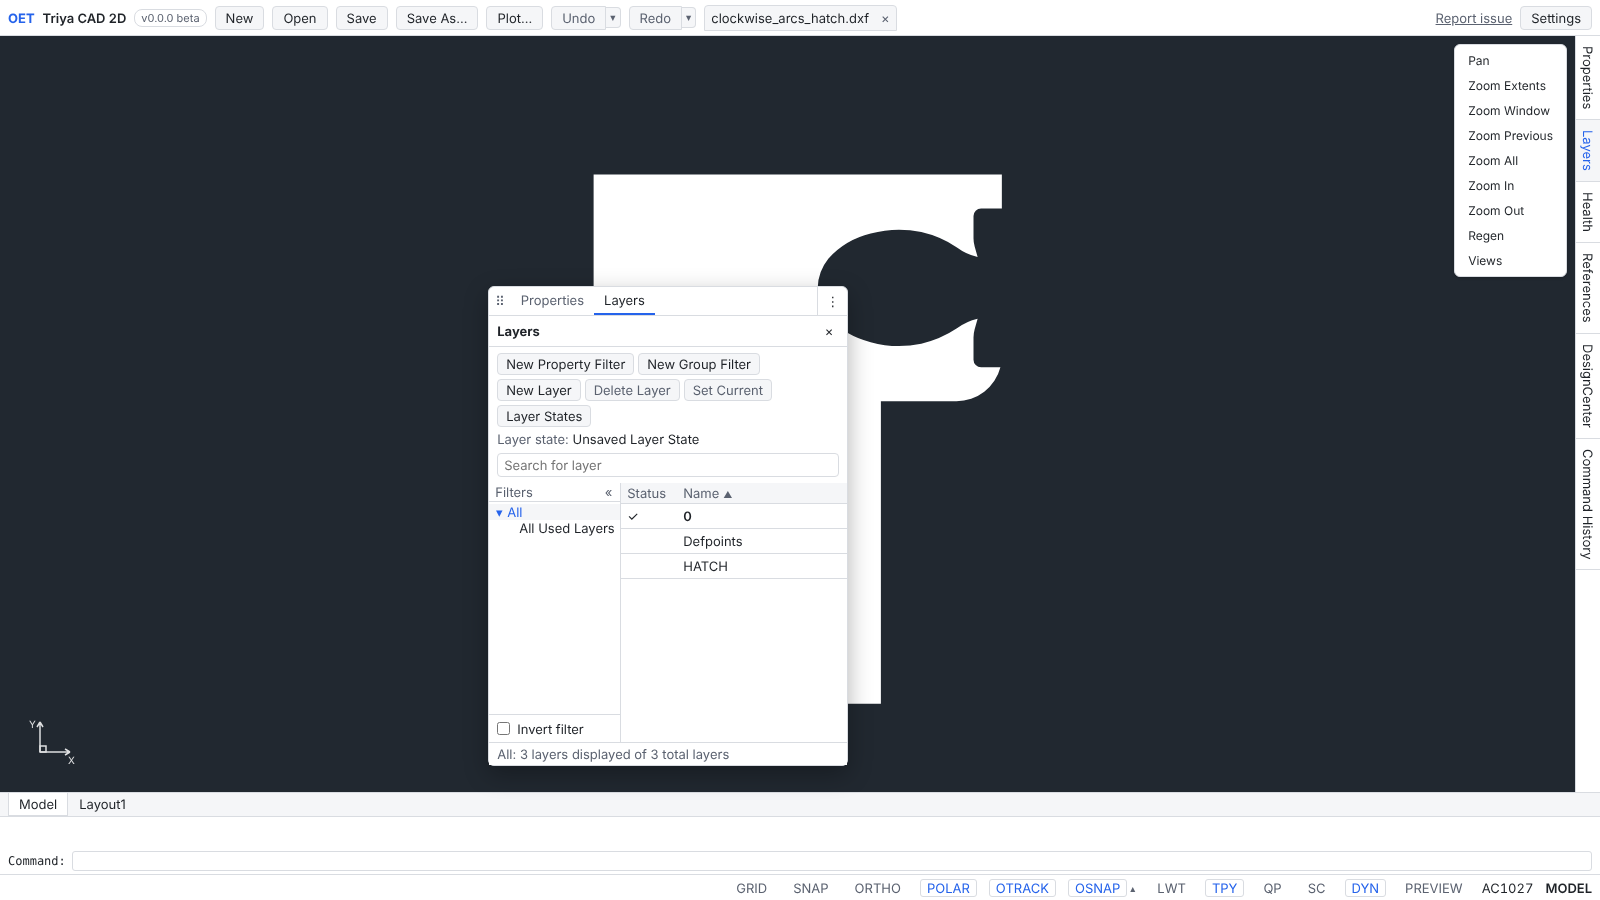 OET Triya CAD 2D v0.0.0 beta New Open Save Save As... Plot... Undo ▾ Redo ▾ clockwise_arcs_hatch.dxf × Report issue Settings
Pan
Zoom Extents
Zoom Window
Zoom Previous
Zoom All
Zoom In
Zoom Out
Regen
Views
Properties
Layers
Health
References
DesignCenter
Command History
Properties Layers
Layers ×
New Property Filter New Group Filter
New Layer Delete Layer Set Current
Layer States
Layer state: Unsaved Layer State
Search for layer
Filters « Status Name ▲
▾ All
All Used Layers
✓ 0
Defpoints
HATCH
Invert filter
All: 3 layers displayed of 3 total layers
Y
X
Model Layout1
Command:
GRID SNAP ORTHO POLAR OTRACK OSNAP ▴ LWT TPY QP SC DYN PREVIEW AC1027 MODEL